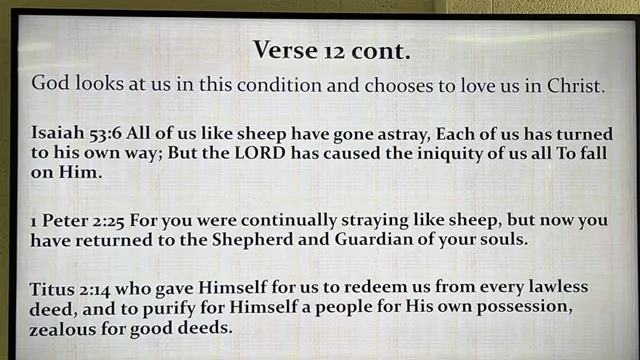 Verse 12 cont.
God looks at us in this condition and chooses to love us in Christ.
Isaiah 53:6 All of us like sheep have gone astray, Each of us has turned
to his own way; But the LORD has caused the iniquity of us all To fall
on Him.
1 Peter 2:25 For you were continually straying like sheep, but now you
have returned to the Shepherd and Guardian of your souls.
Titus 2:14 who gave Himself for us to redeem us from every lawless
deed, and to purify for Himself a people for His own possession,
zealous for good deeds.